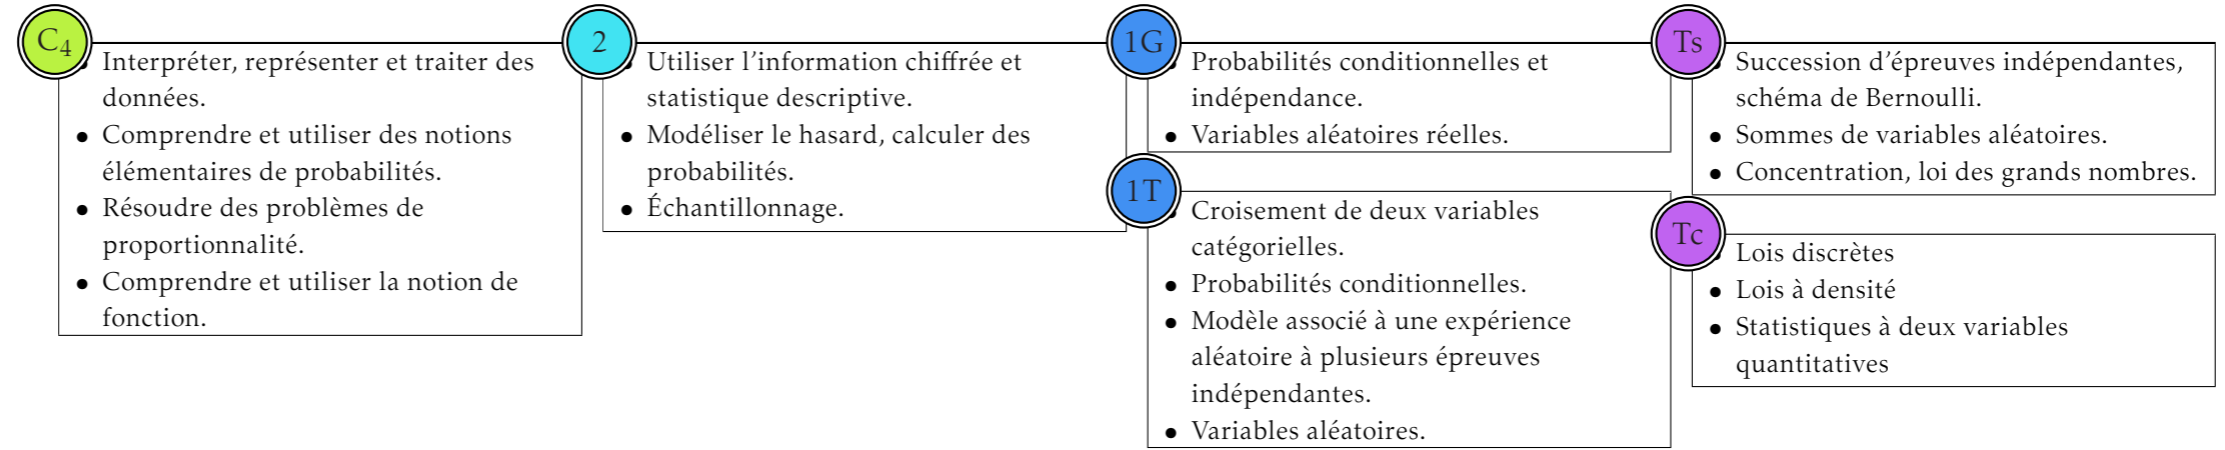 C4
• Interpréter, représenter et traiter des
données.
• Comprendre et utiliser des notions
élémentaires de probabilités.
• Résoudre des problèmes de
proportionnalité.
• Comprendre et utiliser la notion de
fonction.
2
• Utiliser l’information chiffrée et
statistique descriptive.
• Modéliser le hasard, calculer des
probabilités.
• Échantillonnage.
1G
• Probabilités conditionnelles et
indépendance.
• Variables aléatoires réelles.
1T
• Croisement de deux variables
catégorielles.
• Probabilités conditionnelles.
• Modèle associé à une expérience
aléatoire à plusieurs épreuves
indépendantes.
• Variables aléatoires.
Ts
• Succession d’épreuves indépendantes,
schéma de Bernoulli.
• Sommes de variables aléatoires.
• Concentration, loi des grands nombres.
Tc
• Lois discrètes
• Lois à densité
• Statistiques à deux variables
quantitatives